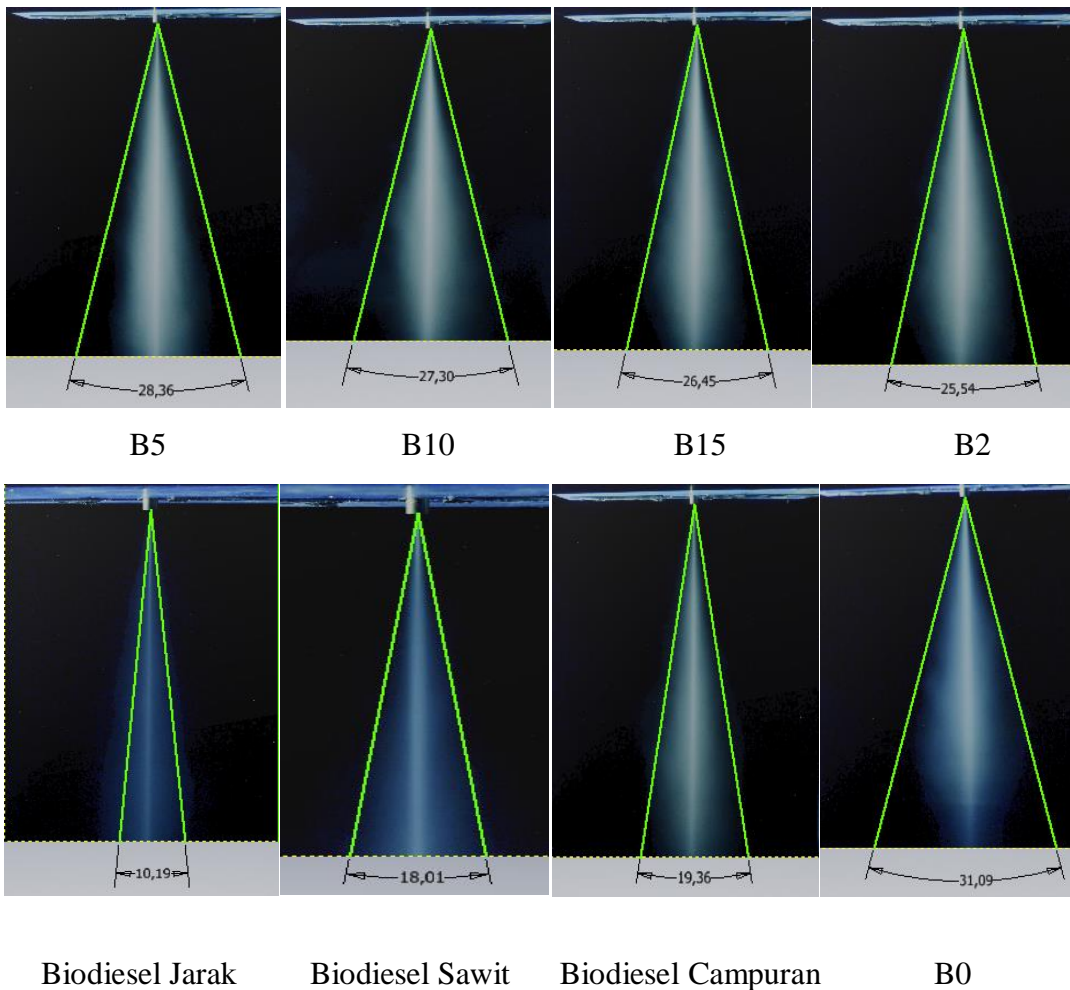 28,36 27,30 26,45 25,54
B5 B10 B15 B2
10,19 18,01 19,36 31,09
Biodiesel Jarak Biodiesel Sawit Biodiesel Campuran B0